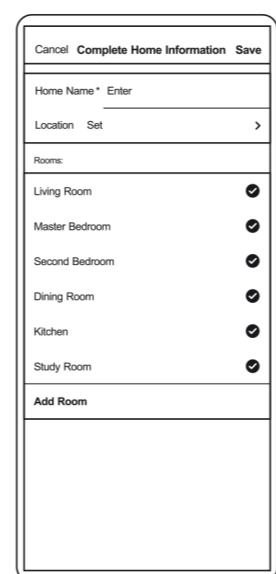 Cancel Complete Home Information Save
Home Name* Enter
Location Set
Rooms:
Living Room
Master Bedroom
Second Bedroom
Dining Room
Kitchen
Study Room
Add Room